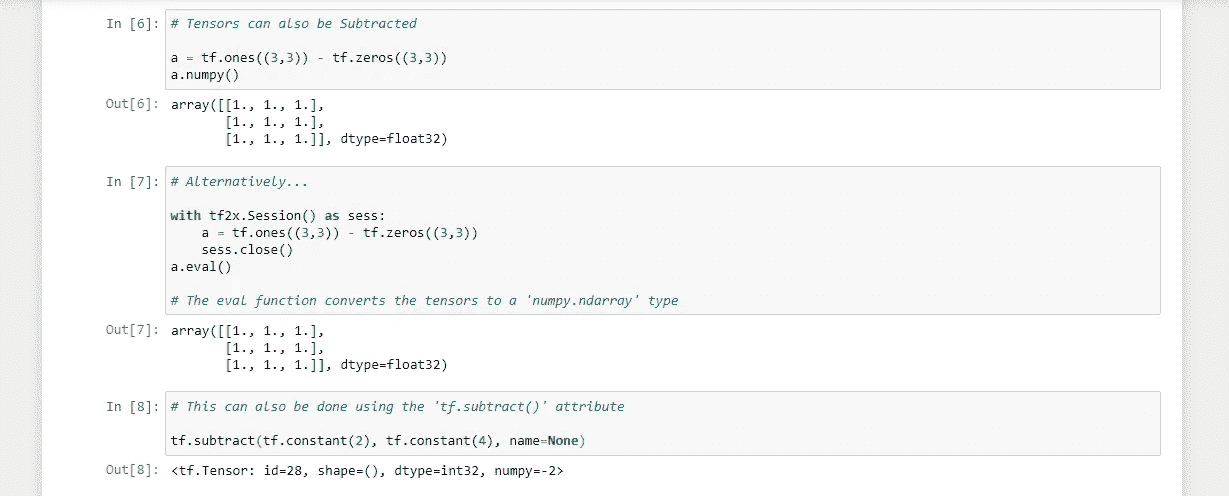 In [6]: # Tensors can also be Subtracted
a = tf.ones((3,3)) - tf.zeros((3,3))
a.numpy()
Out[6]: array([[1., 1., 1.],
[1., 1., 1.],
[1., 1., 1.]], dtype=float32)
In [7]: # Alternatively...
with tf2x.Session() as sess:
a = tf.ones((3,3)) - tf.zeros((3,3))
sess.close()
a.eval()
# The eval function converts the tensors to a 'numpy.ndarray' type
Out[7]: array([[1., 1., 1.],
[1., 1., 1.],
[1., 1., 1.]], dtype=float32)
In [8]: # This can also be done using the 'tf.subtract()' attribute
tf.subtract(tf.constant(2), tf.constant(4), name=None)
Out[8]: <tf.Tensor: id=28, shape=(), dtype=int32, numpy=-2>